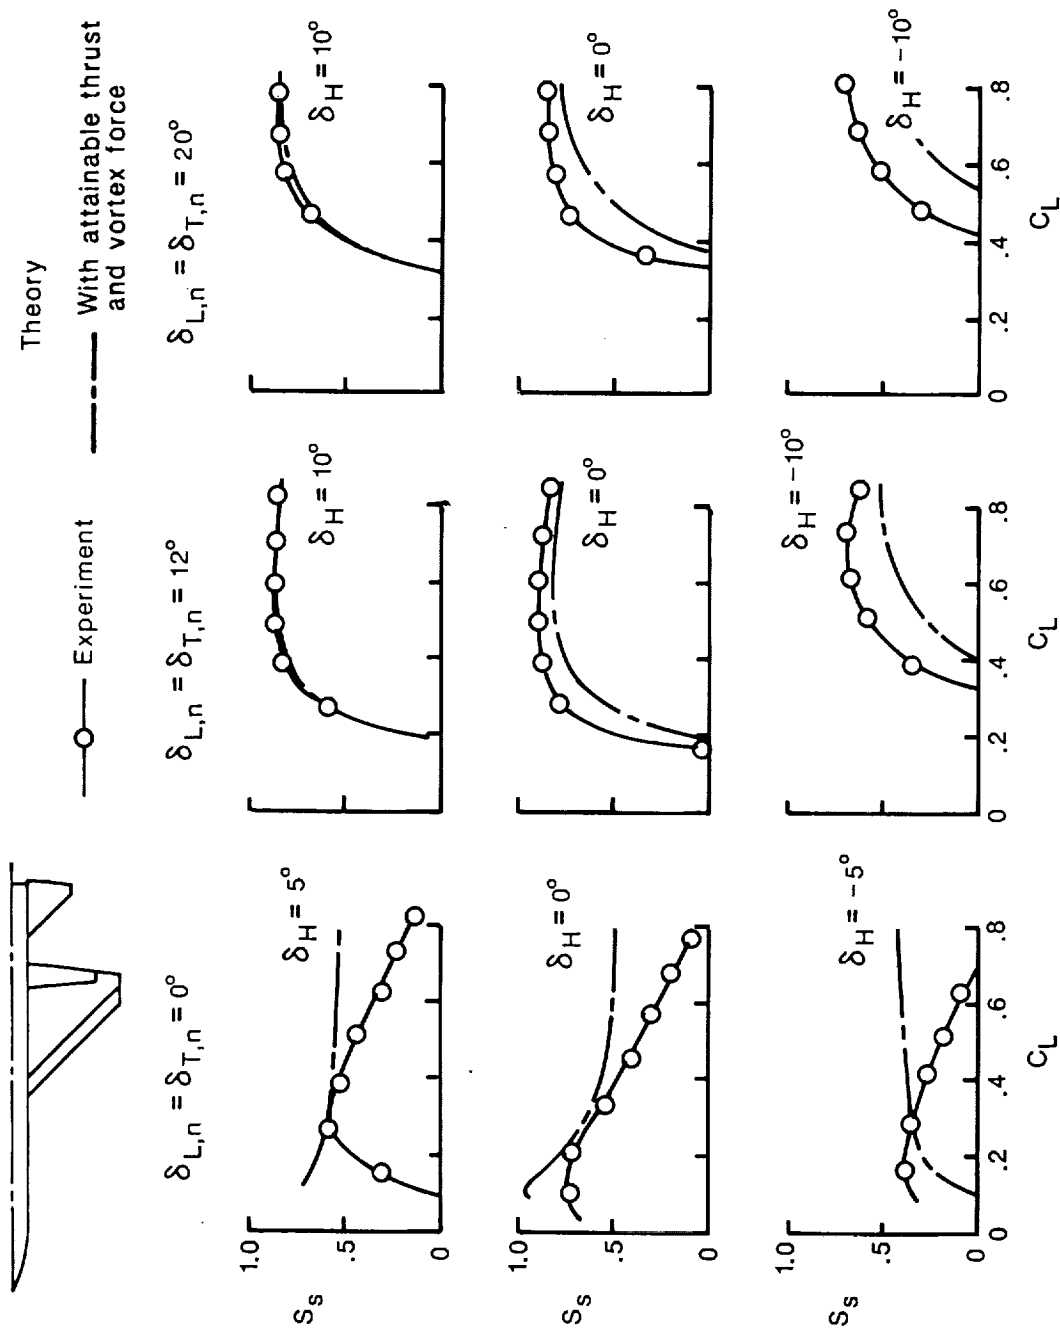 Theory
Experiment
With attainable thrust
and vortex force
δL,n = δT,n = 0°
δL,n = δT,n = 12°
δL,n = δT,n = 20°
1.0
.5
0
Ss
δH = 5°
δH = 10°
δH = 10°
1.0
.5
0
δH = 0°
δH = 0°
δH = 0°
1.0
.5
0
Ss
δH = -5°
δH = -10°
δH = -10°
0 .2 .4 .6 .8
0 .2 .4 .6 .8
0 .2 .4 .6 .8
CL
CL
CL